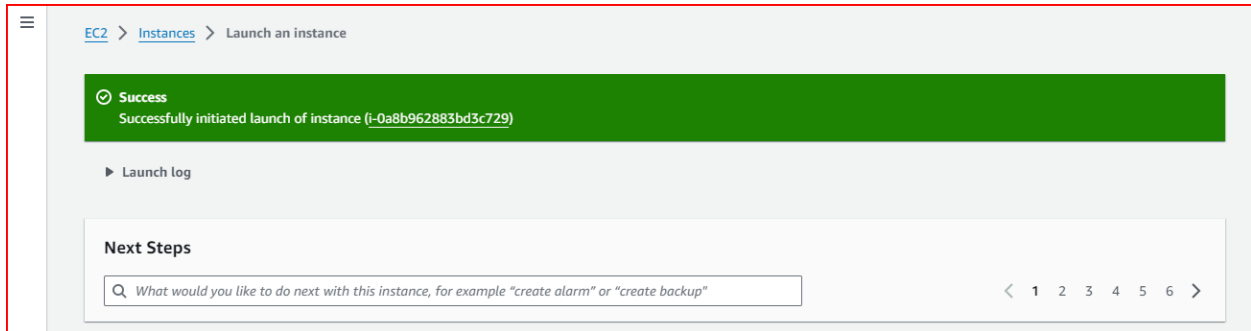 EC2 > Instances > Launch an instance
Success
Successfully initiated launch of instance (i-0a8b962883bd3c729)
Launch log
Next Steps
What would you like to do next with this instance, for example “create alarm” or “create backup"
1 2 3 4 5 6